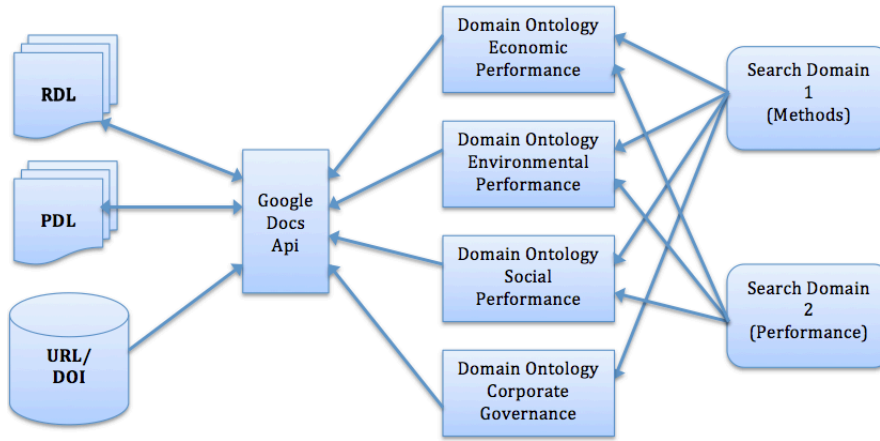 RDL
PDL
URL/
DOI
Google
Docs
Api
Domain Ontology
Economic
Performance
Domain Ontology
Environmental
Performance
Domain Ontology
Social
Performance
Domain Ontology
Corporate
Governance
Search Domain
1
(Methods)
Search Domain
2
(Performance)